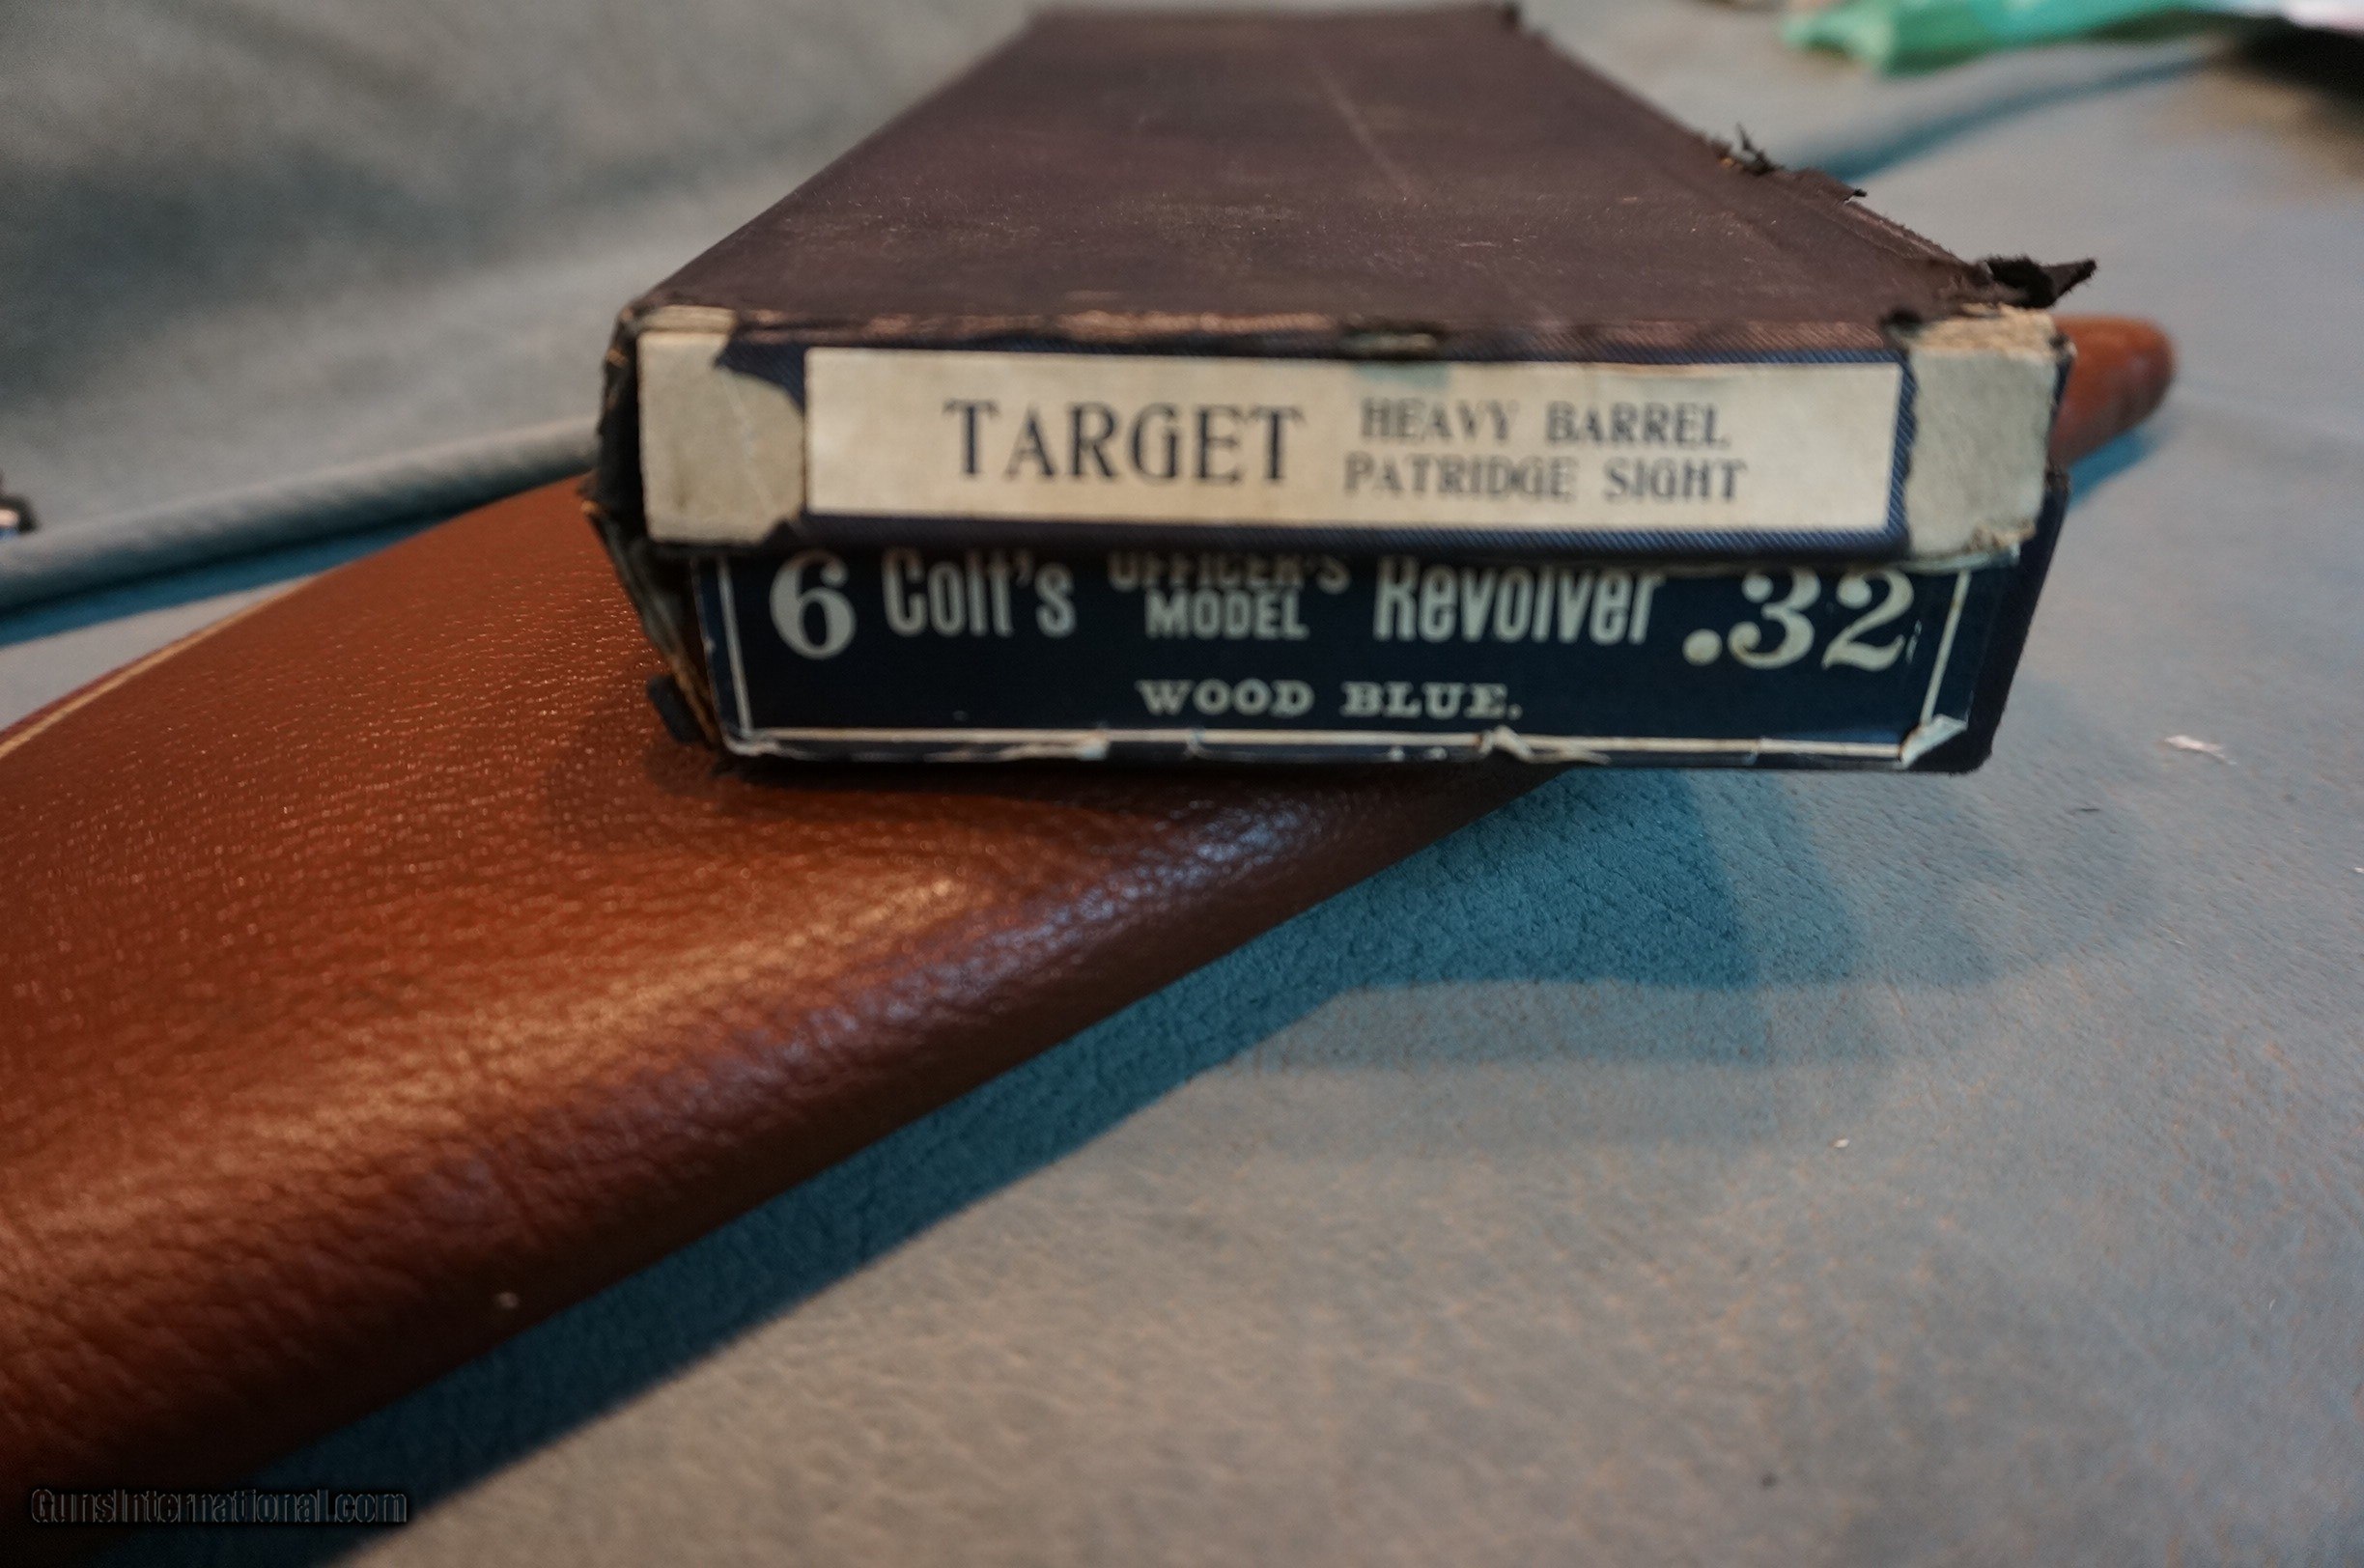 TARGET HEAVY BARREL
PATRIDGE SIGHT
6 Colt's OFFICER'S MODEL Revolver .32
WOOD BLUE.
GunsInternational.com